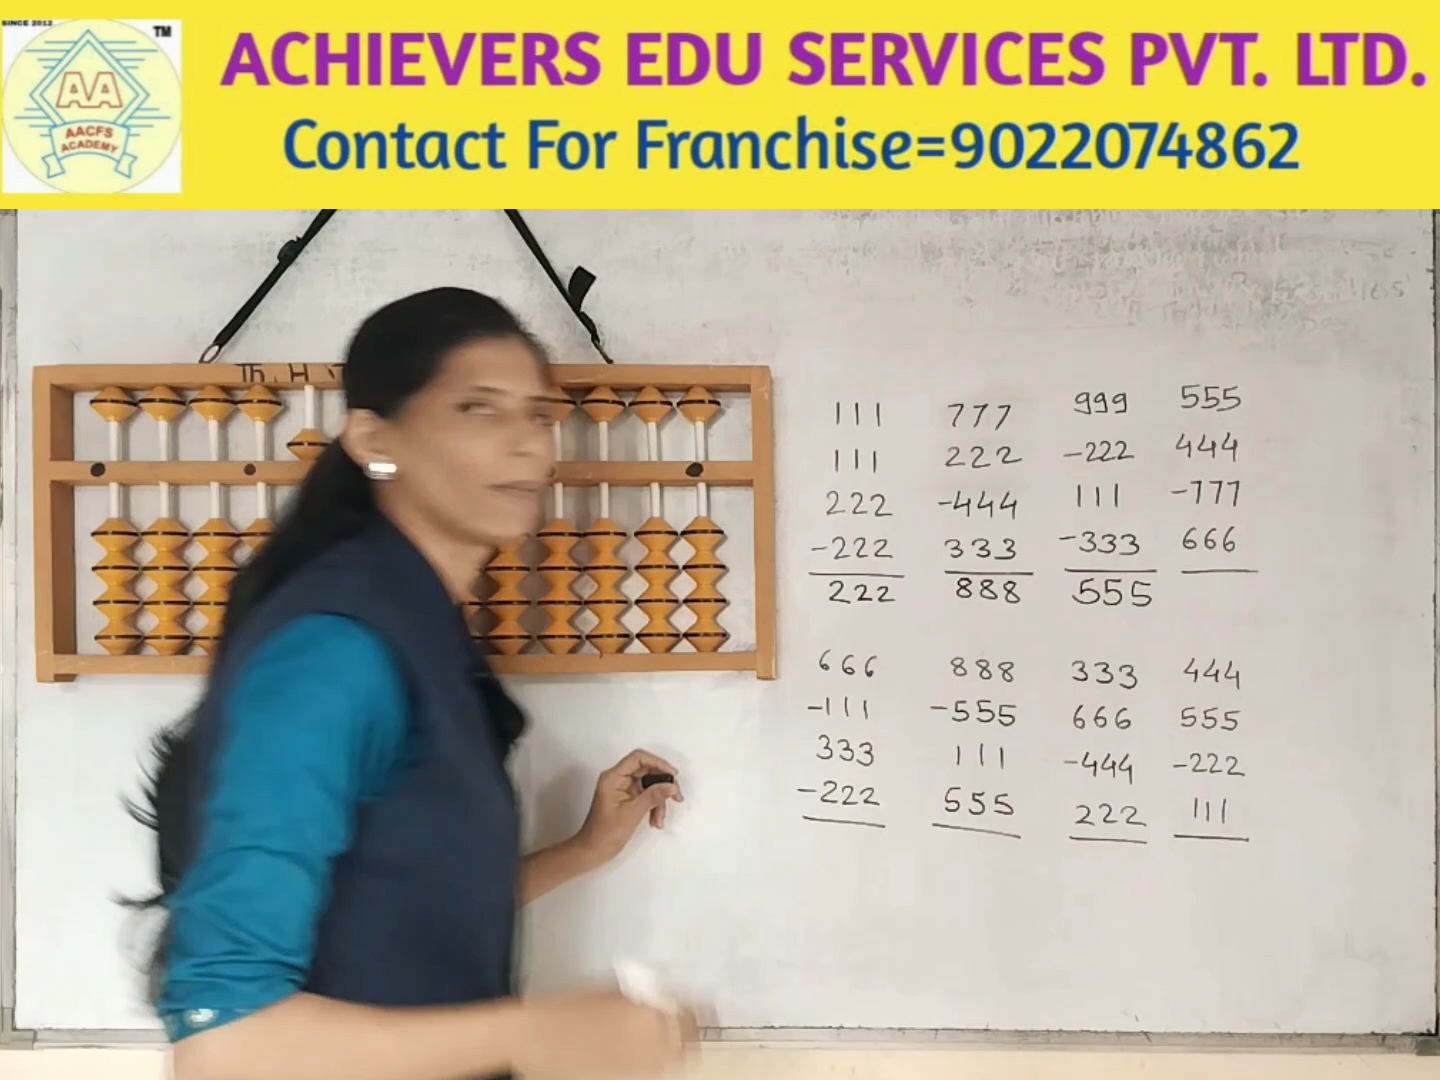 SINCE 2012
TM
AA
AACFS
ACADEMY
ACHIEVERS EDU SERVICES PVT. LTD.
Contact For Franchise=9022074862
Th H
111 777 999 555
111 222 -222 444
222 -444 111 -777
-222 333 -333 666
222 888 555
666 888 333 444
-111 -555 666 555
333 111 -444 -222
-222 555 222 111